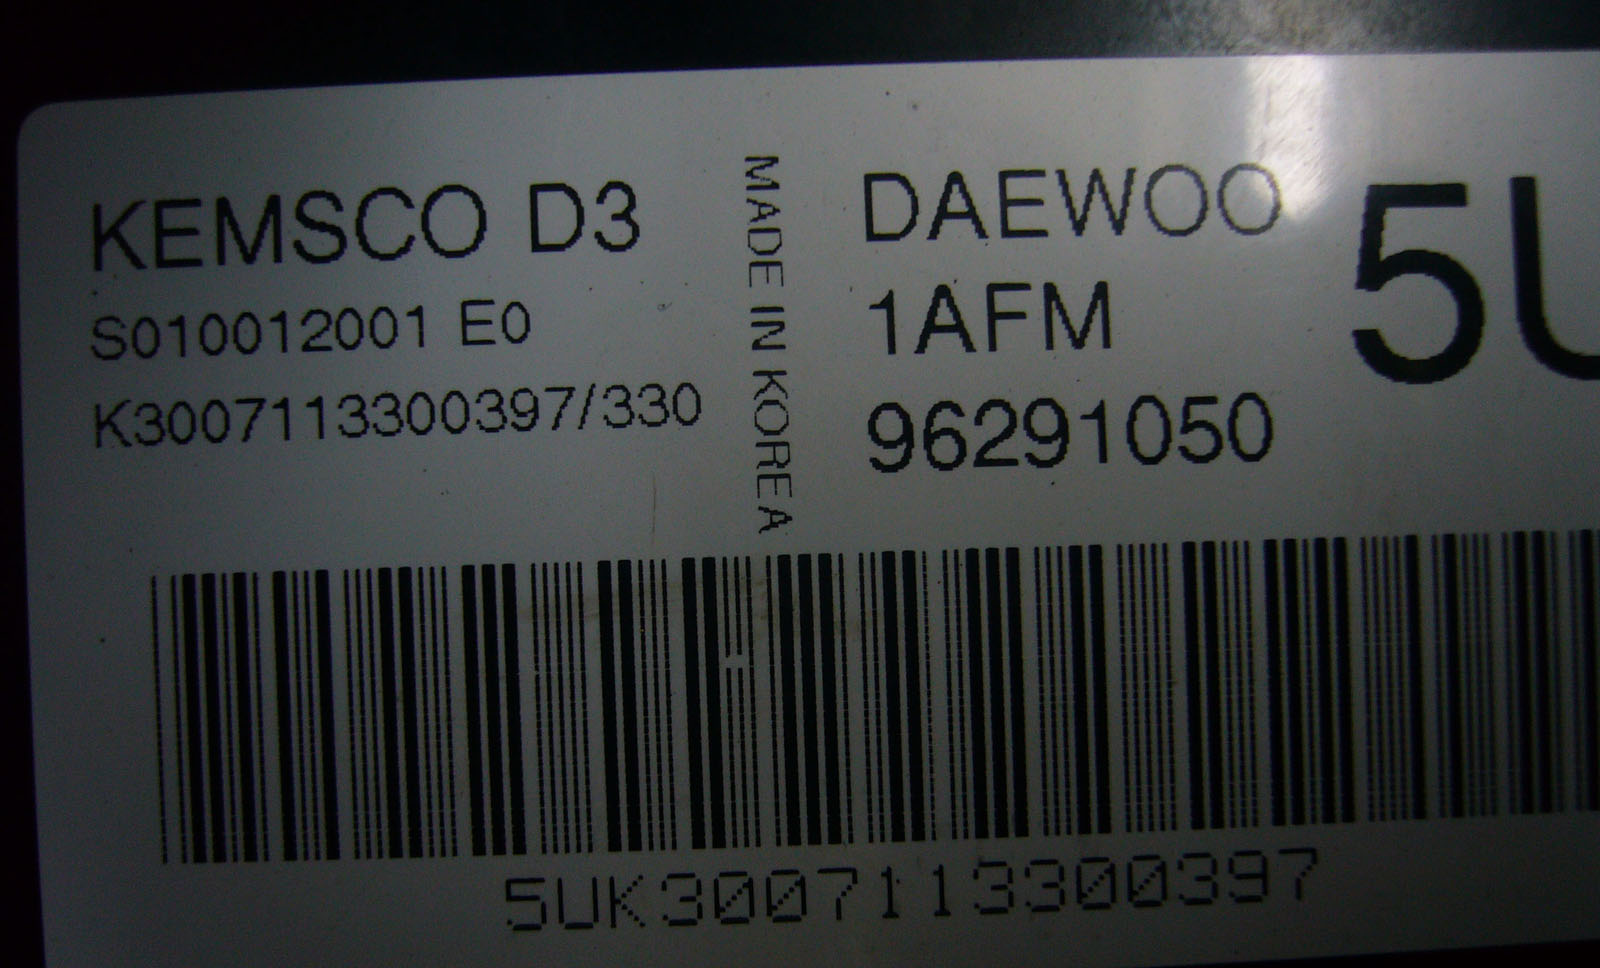 KEMSCO D3
S010012001 E0
K3007113300397/330
MADE IN KOREA
DAEWOO
1AFM
96291050
5U
5UK3007113300397